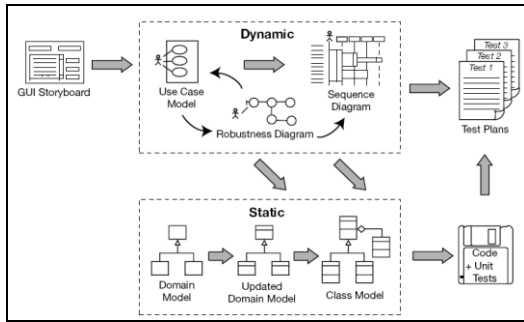 Dynamic
GUI Storyboard
Use Case
Model
Robustness Diagram
Sequence
Diagram
Test 3
Test 2
Test 1
Test Plans
Static
Domain
Model
Updated
Domain Model
Class Model
Code
+ Unit
Tests